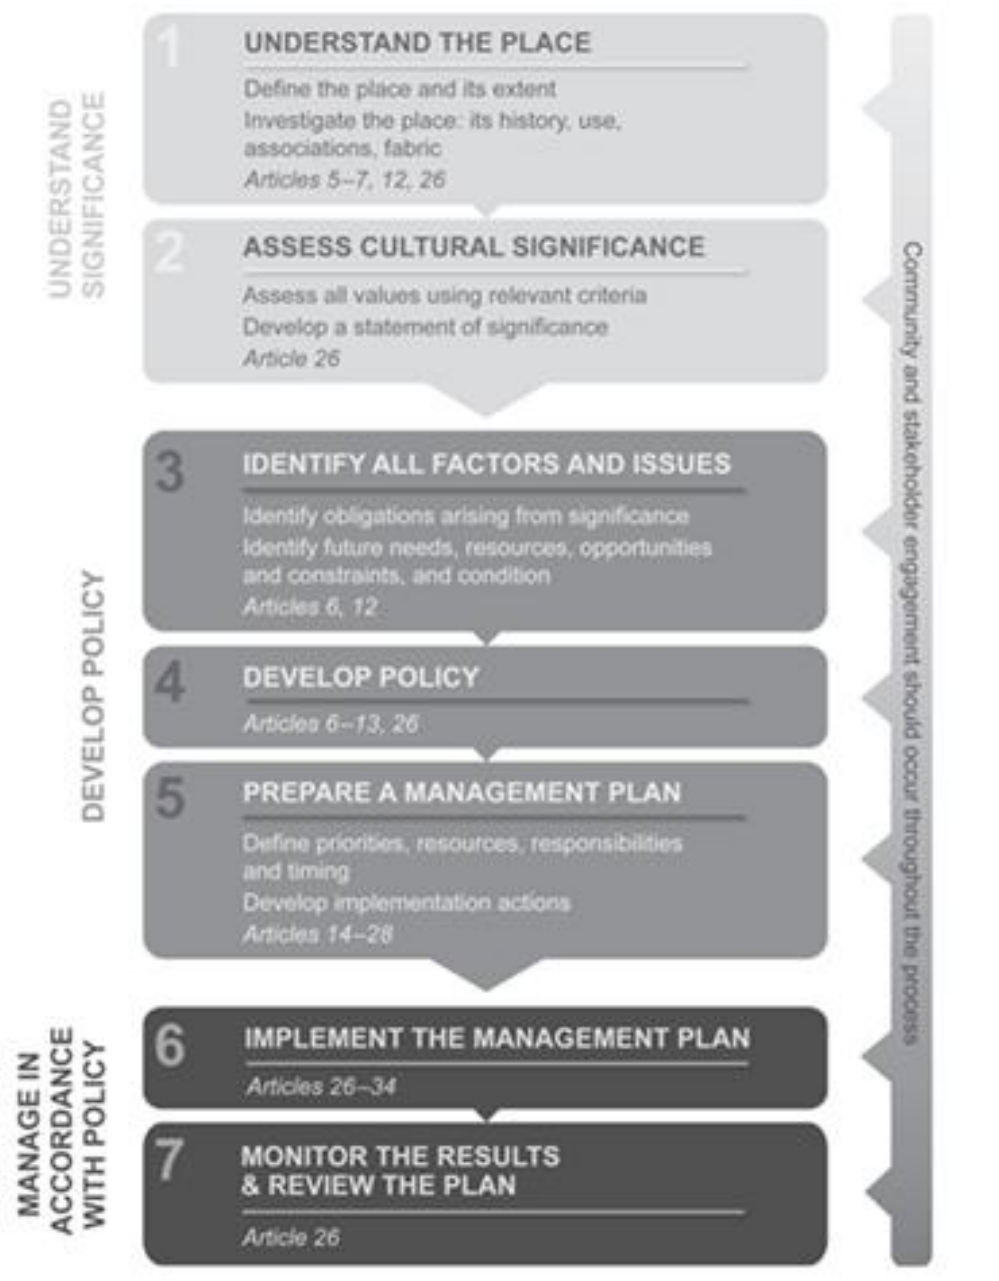 UNDERSTAND
SIGNIFICANCE
1
UNDERSTAND THE PLACE
Define the place and its extent
Investigate the place: its history, use,
associations, fabric
Articles 5–7, 12, 26
2
ASSESS CULTURAL SIGNIFICANCE
Assess all values using relevant criteria
Develop a statement of significance
Article 26
DEVELOP POLICY
3
IDENTIFY ALL FACTORS AND ISSUES
Identify obligations arising from significance
Identify future needs, resources, opportunities
and constraints, and condition
Articles 6, 12
4
DEVELOP POLICY
Articles 6–13, 26
5
PREPARE A MANAGEMENT PLAN
Define priorities, resources, responsibilities
and timing
Develop implementation actions
Articles 14–28
MANAGE IN
ACCORDANCE
WITH POLICY
6
IMPLEMENT THE MANAGEMENT PLAN
Articles 26–34
7
MONITOR THE RESULTS
& REVIEW THE PLAN
Article 26
Community and stakeholder engagement should occur throughout the process